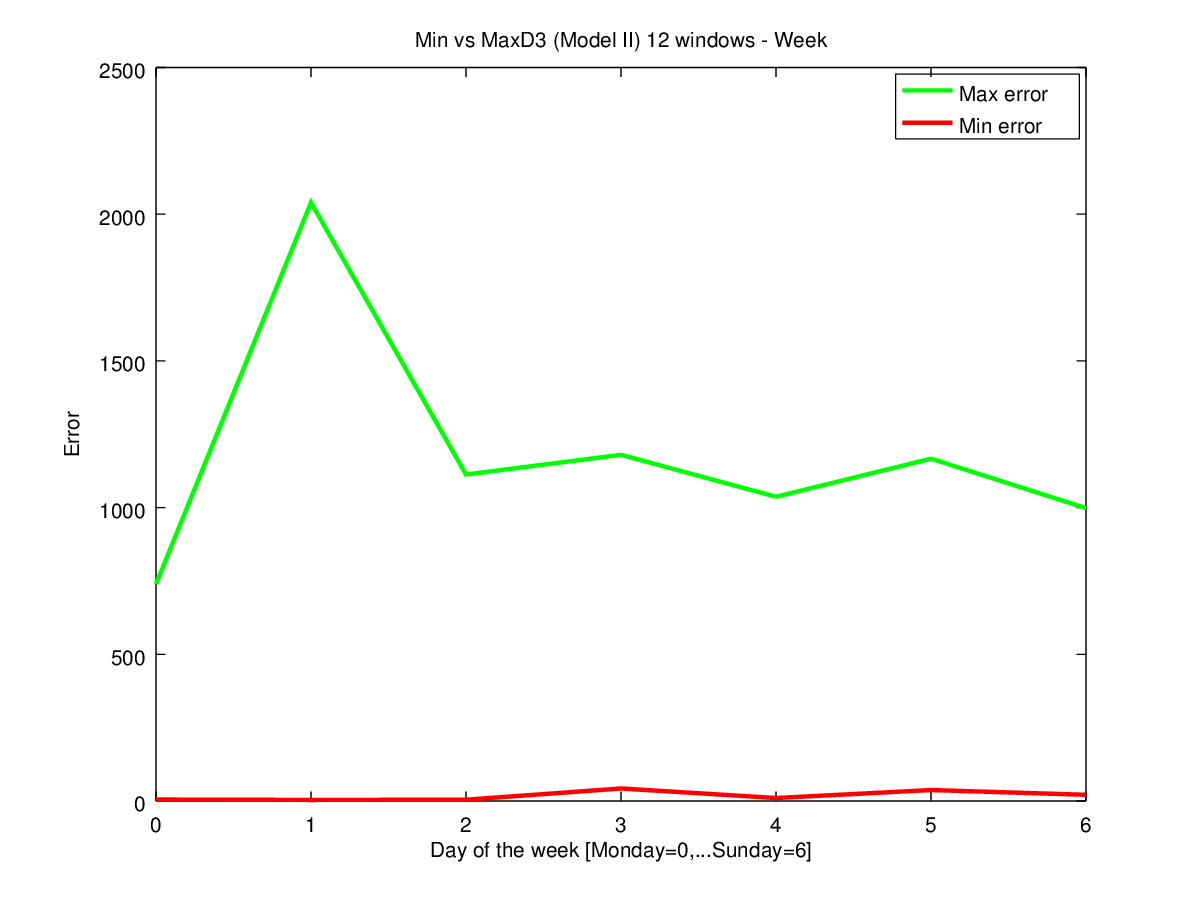 Min vs MaxD3 (Model II) 12 windows - Week
2500
Max error
Min error
2000
1500
Error
1000
500
0
0 1 2 3 4 5 6
Day of the week [Monday=0,...Sunday=6]